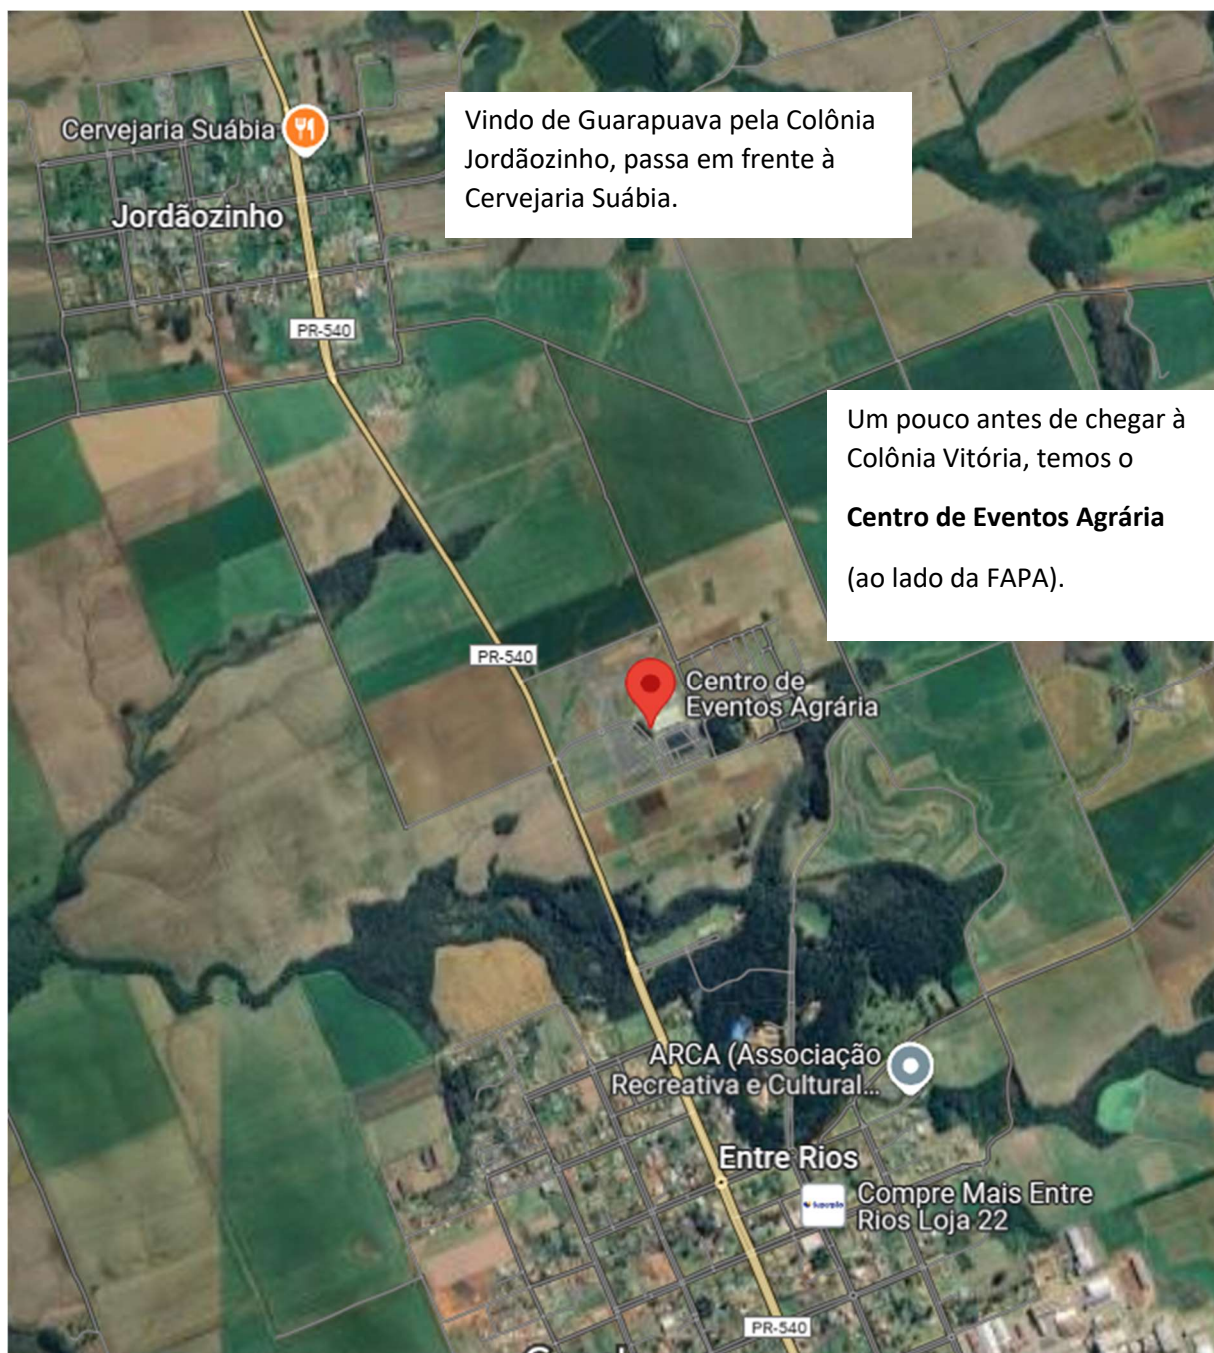 Cervejaria Suábia
Vindo de Guarapuava pela Colônia
Jordãozinho, passa em frente à
Cervejaria Suábia.
Jordãozinho
PR-540
Um pouco antes de chegar à
Colônia Vitória, temos o
Centro de Eventos Agrária
(ao lado da FAPA).
PR-540
Centro de
Eventos Agrária
ARCA (Associação
Recreativa e Cultural...
Entre Rios
Compre Mais Entre
Rios Loja 22
PR-540